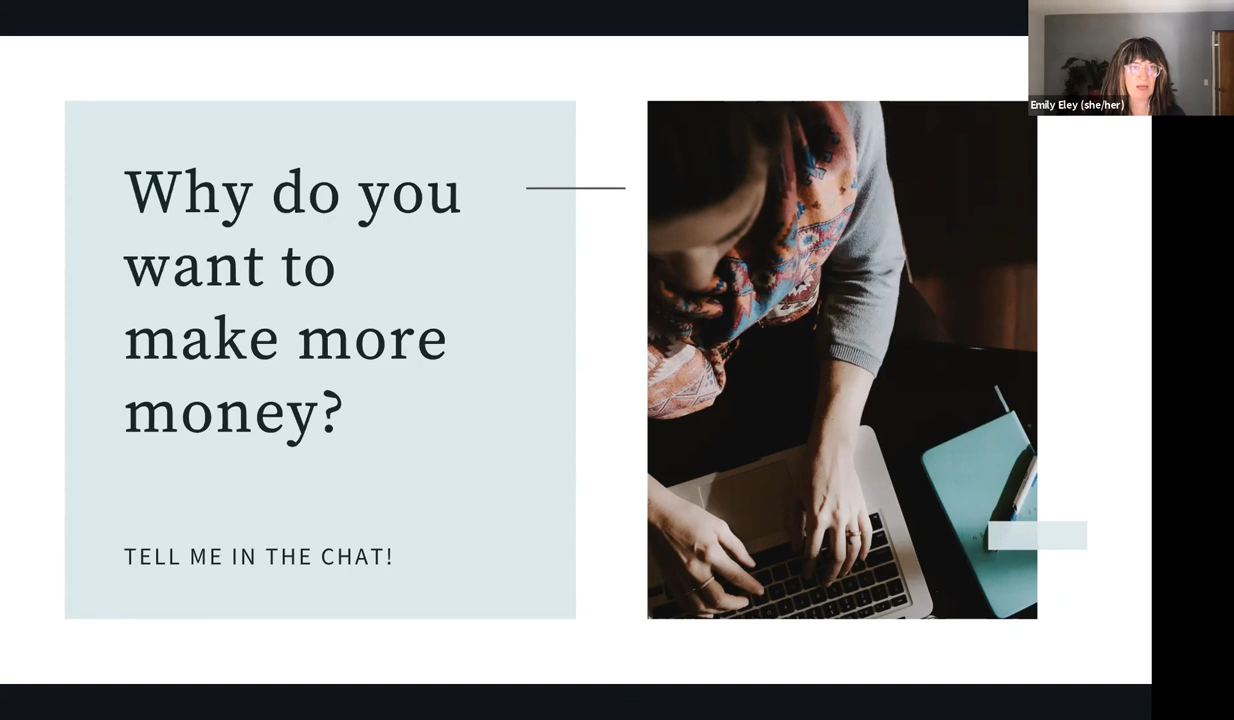 Why do you
want to
make more
money?
TELL ME IN THE CHAT!
Emily Eley (she/her)